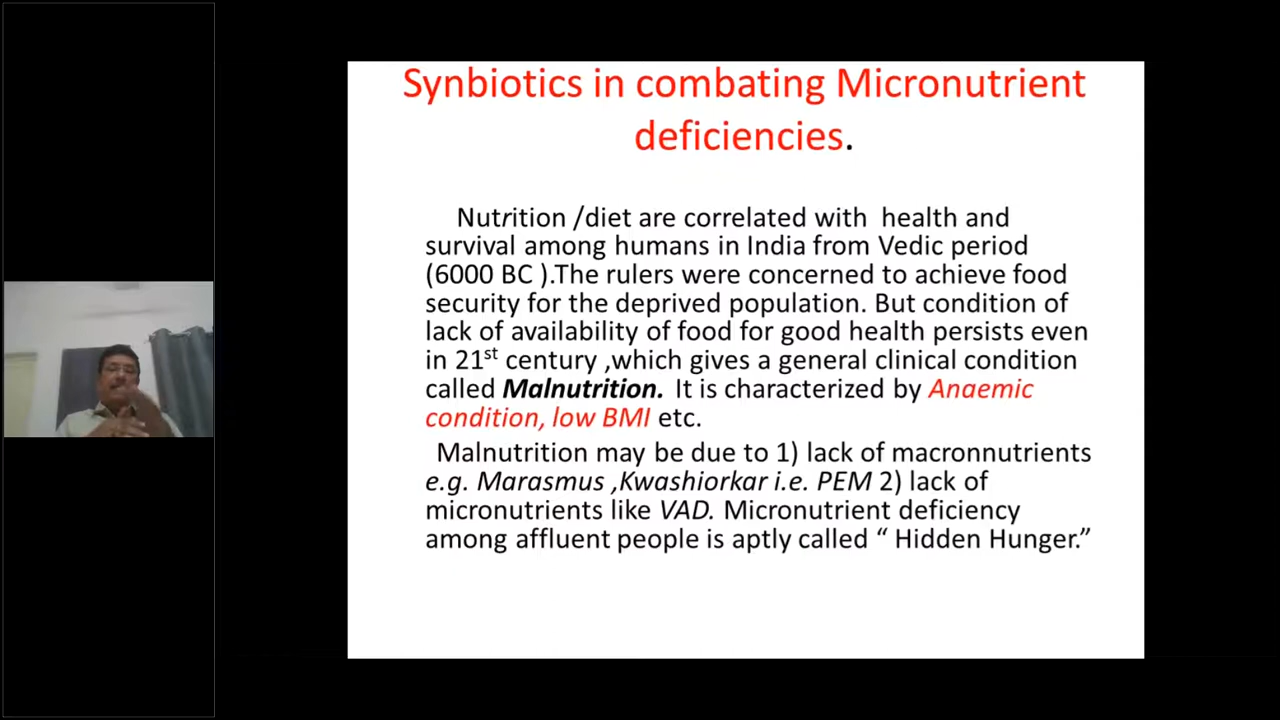 Synbiotics in combating Micronutrient
deficiencies.
Nutrition /diet are correlated with health and
survival among humans in India from Vedic period
(6000 BC ).The rulers were concerned to achieve food
security for the deprived population. But condition of
lack of availability of food for good health persists even
in 21st century ,which gives a general clinical condition
called Malnutrition. It is characterized by Anaemic
condition, low BMI etc.
Malnutrition may be due to 1) lack of macronnutrients
e.g. Marasmus ,Kwashiorkar i.e. PEM 2) lack of
micronutrients like VAD. Micronutrient deficiency
among affluent people is aptly called “ Hidden Hunger.”